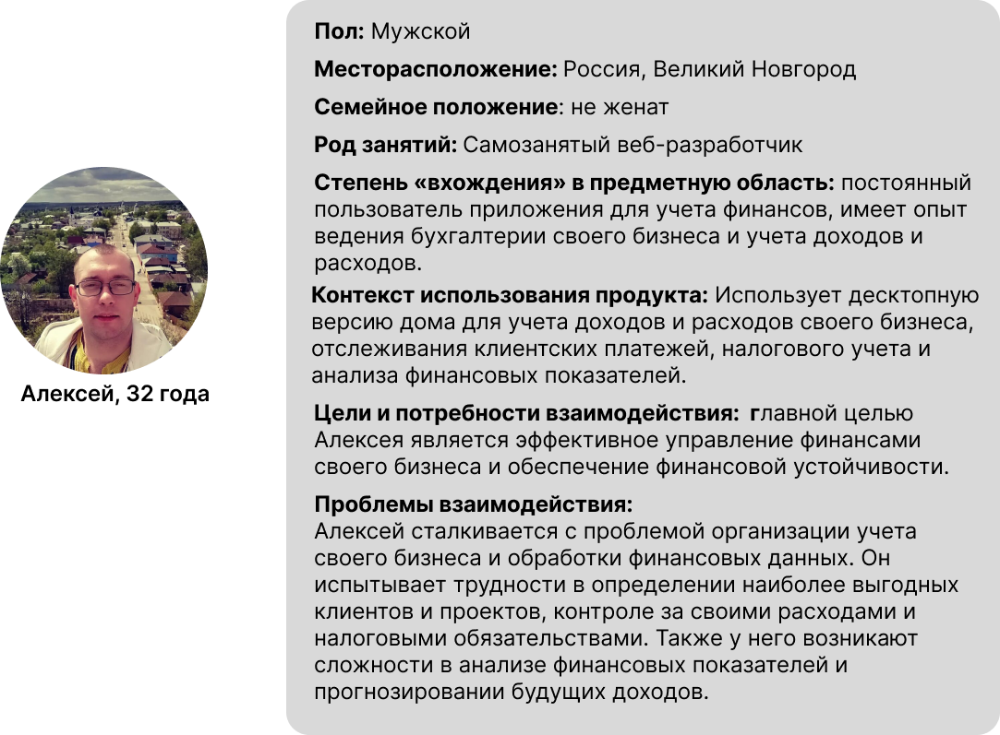 Пол: Мужской
Месторасположение: Россия, Великий Новгород
Семейное положение: не женат
Род занятий: Самозанятый веб-разработчик
Степень «вхождения» в предметную область: постоянный
пользователь приложения для учета финансов, имеет опыт
ведения бухгалтерии своего бизнеса и учета доходов и
расходов.
Контекст использования продукта: Использует десктопную
версию дома для учета доходов и расходов своего бизнеса,
отслеживания клиентских платежей, налогового учета и
анализа финансовых показателей.
Цели и потребности взаимодействия: главной целью
Алексея является эффективное управление финансами
своего бизнеса и обеспечение финансовой устойчивости.
Проблемы взаимодействия:
Алексей сталкивается с проблемой организации учета
своего бизнеса и обработки финансовых данных. Он
испытывает трудности в определении наиболее выгодных
клиентов и проектов, контроле за своими расходами и
налоговыми обязательствами. Также у него возникают
сложности в анализе финансовых показателей и
прогнозировании будущих доходов.
Алексей, 32 года